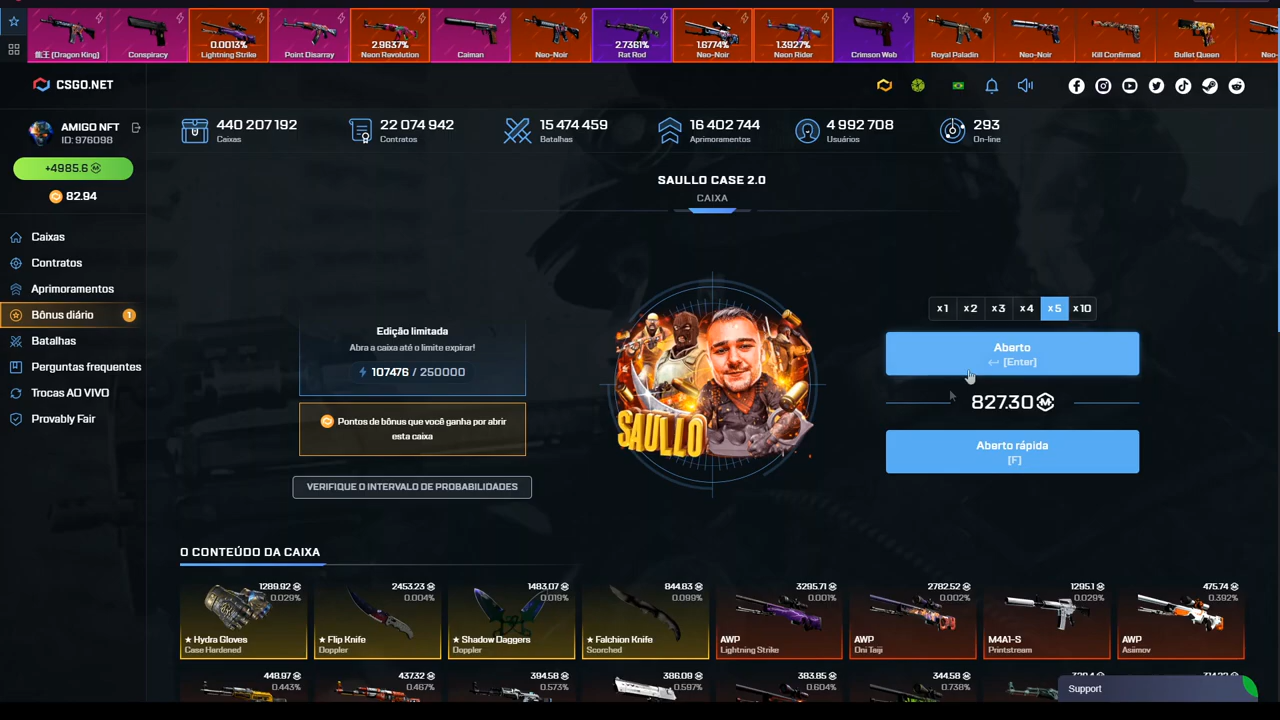 龍王 (Dragon King)
Conspiracy
0.0013%
Lightning Strike
Point Disarray
2.9637%
Neon Revolution
Caiman
Neo-Noir
2.7361%
Rat Rod
1.6774%
Neo-Noir
1.3927%
Neon Rider
Crimson Web
Royal Paladin
Neo-Noir
Kill Confirmed
Bullet Queen
CSGO.NET
AMIGO NFT
ID: 976098
+4985.6
82.94
440 207 192
Caixas
22 074 942
Contratos
15 474 459
Batalhas
16 402 744
Aprimoramentos
4 992 708
Usuários
293
On-line
Caixas
Contratos
Aprimoramentos
Bônus diário 1
Batalhas
Perguntas frequentes
Trocas AO VIVO
Provably Fair
SAULLO CASE 2.0
CAIXA
Edição limitada
Abra a caixa até o limite expirar!
107476 / 250000
Pontos de bônus que você ganha por abrir
esta caixa
VERIFIQUE O INTERVALO DE PROBABILIDADES
SAULLO
x1 x2 x3 x4 x5 x10
Aberto
[Enter]
827.30
Aberto rápida
[F]
O CONTEÚDO DA CAIXA
1289.92
0.029%
★ Hydra Gloves
Case Hardened
2453.23
0.004%
★ Flip Knife
Doppler
1483.07
0.019%
★ Shadow Daggers
Doppler
844.83
0.099%
★ Falchion Knife
Scorched
3295.71
0.001%
AWP
Lightning Strike
2782.52
0.002%
AWP
Oni Taiji
1295.1
0.029%
M4A1-S
Printstream
475.74
0.392%
AWP
Asiimov
448.97
0.443%
437.32
0.467%
394.58
0.573%
386.09
0.597%
383.85
0.604%
344.58
0.736%
Support